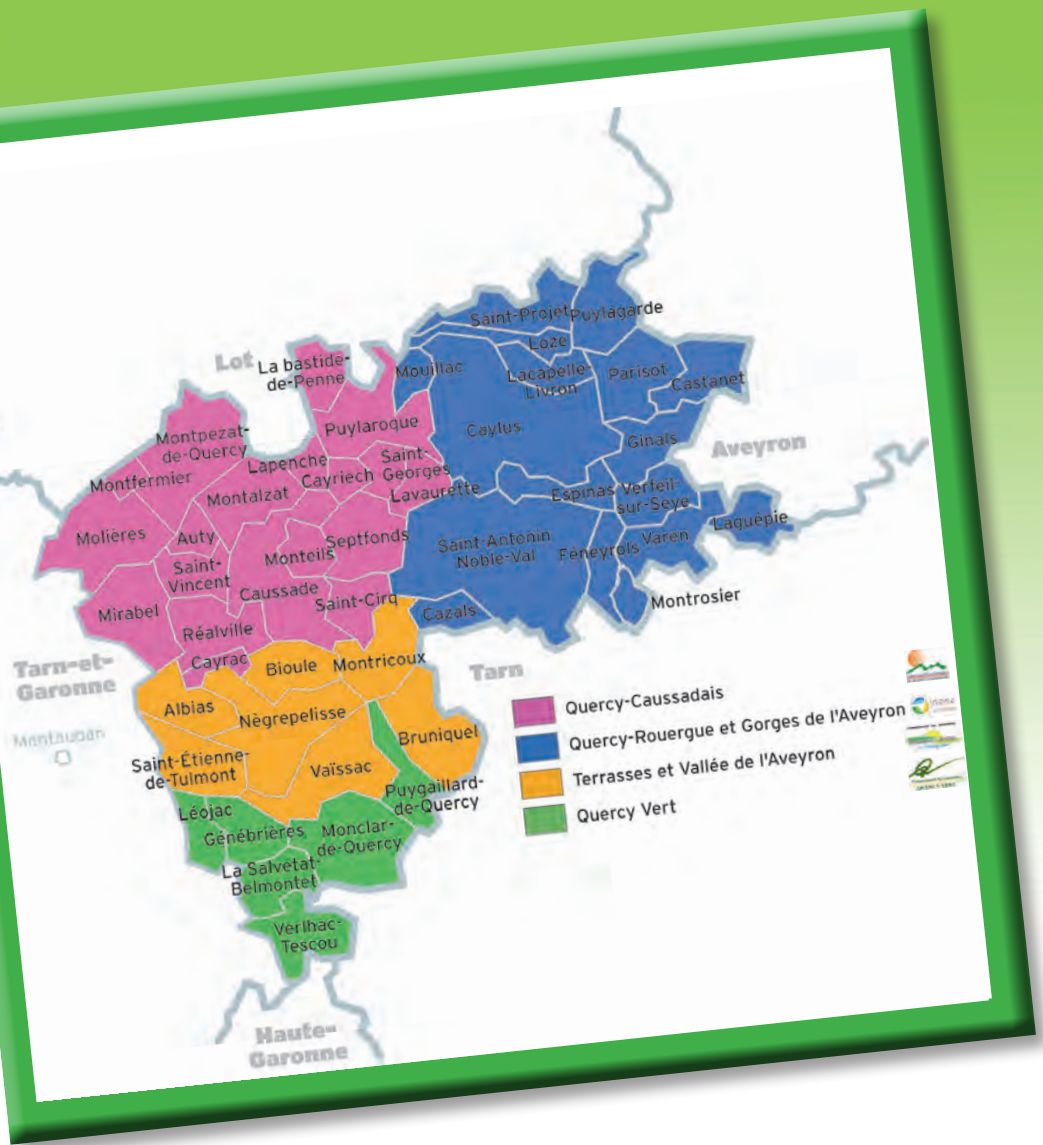 Lot
La bastide-
de-Penne
Mouillac
Saint-Projet
Puylagarde
Loze
Lacapelle-
Livron
Parisot
Castanet
Montpezat-
de-Quercy
Puylaroque
Caylus
Ginals
Aveyron
Montfermier
Lapenche
Cayriech
Saint-
Georges
Montalzat
Lavaurette
Espinas
Verfeil-
sur-Seye
Laguépie
Molières
Auty
Septfonds
Monteils
Saint-Antonin
Noble-Val
Féneyrols
Varen
Saint-
Vincent
Caussade
Saint-Cirq
Cazals
Montrosier
Mirabel
Réalville
Cayrac
Bioule
Montricoux
Tarn
Tarn-et-
Garonne
Albias
Nègrepelisse
Bruniquel
Montauban
Saint-Étienne-
de-Tulmont
Vaïssac
Puygaillard-
de-Quercy
Léojac
Génébrières
Monclar-
de-Quercy
La Salvetat-
Belmontet
Verlhac-
Tescou
Haute-
Garonne
Quercy-Caussadais
Quercy-Rouergue et Gorges de l'Aveyron
Terrasses et Vallée de l'Aveyron
Quercy Vert